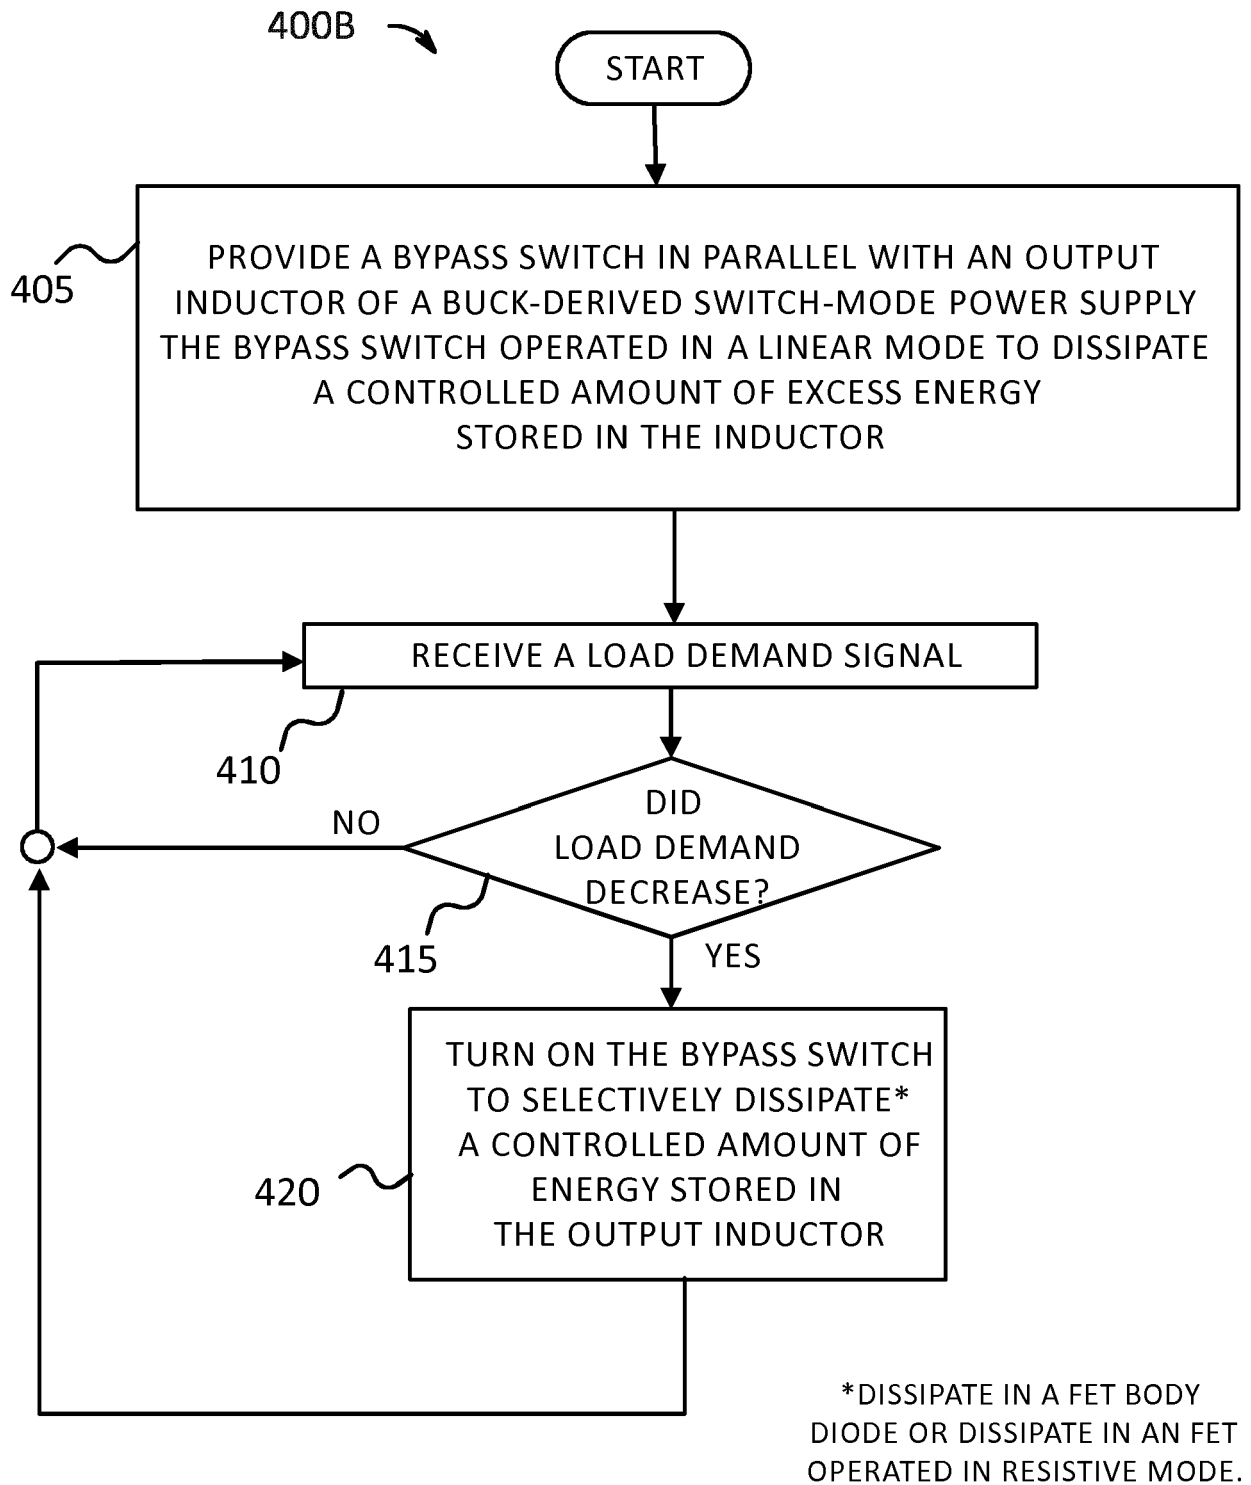 400B
START
PROVIDE A BYPASS SWITCH IN PARALLEL WITH AN OUTPUT
INDUCTOR OF A BUCK-DERIVED SWITCH-MODE POWER SUPPLY
THE BYPASS SWITCH OPERATED IN A LINEAR MODE TO DISSIPATE
A CONTROLLED AMOUNT OF EXCESS ENERGY
STORED IN THE INDUCTOR
405
RECEIVE A LOAD DEMAND SIGNAL
410
DID
LOAD DEMAND
DECREASE?
NO
415
YES
TURN ON THE BYPASS SWITCH
TO SELECTIVELY DISSIPATE*
A CONTROLLED AMOUNT OF
ENERGY STORED IN
THE OUTPUT INDUCTOR
420
*DISSIPATE IN A FET BODY
DIODE OR DISSIPATE IN AN FET
OPERATED IN RESISTIVE MODE.